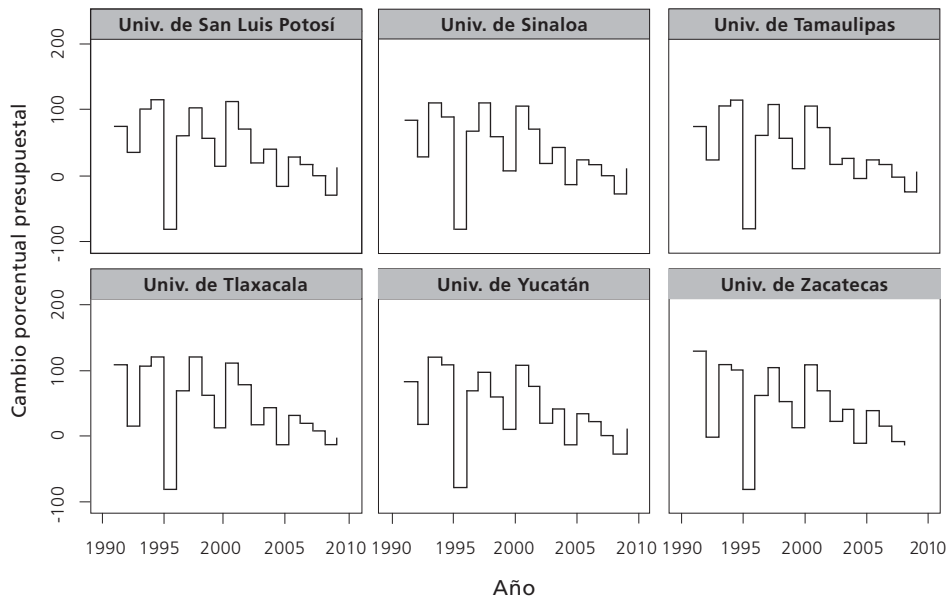 Univ. de San Luis Potosí
Univ. de Sinaloa
Univ. de Tamaulipas
200
100
0
-100
Univ. de Tlaxacala
Univ. de Yucatán
Univ. de Zacatecas
200
100
0
-100
Cambio porcentual presupuestal
1990 1995 2000 2005 2010
1990 1995 2000 2005 2010
1990 1995 2000 2005 2010
Año